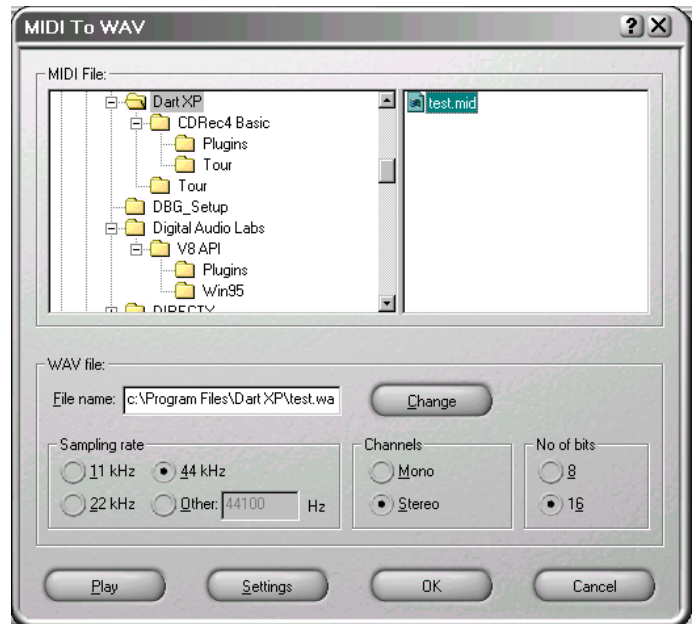 MIDI To WAV
MIDI File:
Dart XP
test.mid
CDRec4 Basic
Plugins
Tour
Tour
DBG_Setup
Digital Audio Labs
V8 API
Plugins
Win95
DIRECTX
WAV file:
File name: c:\Program Files\Dart XP\test.wa Change
Sampling rate Channels No of bits
11 kHz 44 kHz Mono 8
22 kHz Other: 44100 Hz Stereo 16
Play Settings OK Cancel